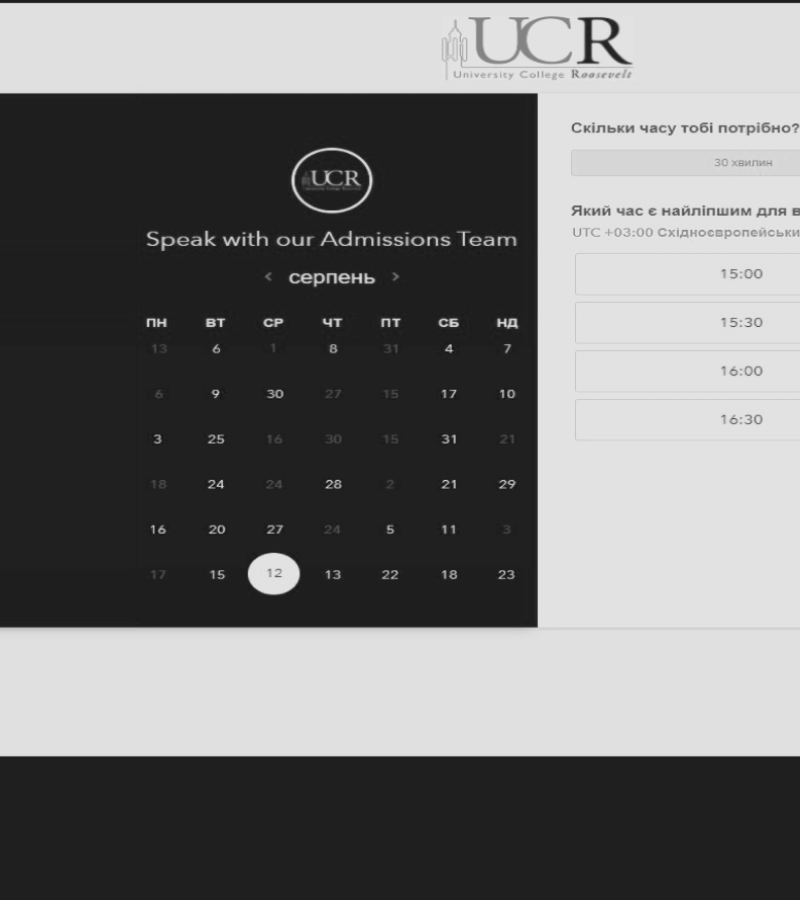 UCR
University College Roosevelt
Скільки часу тобі потрібно?
30 хвилин
Який час є найліпшим для в
UTC +03:00 Східноєвропейськи
15:00
15:30
16:00
16:30
UCR
Speak with our Admissions Team
< серпень >
ПН ВТ СР ЧТ ПТ СБ НД
13 6 1 8 31 4 7
6 9 30 27 15 17 10
3 25 16 30 15 31 21
18 24 24 28 2 21 29
16 20 27 24 5 11 3
17 15 12 13 22 18 23